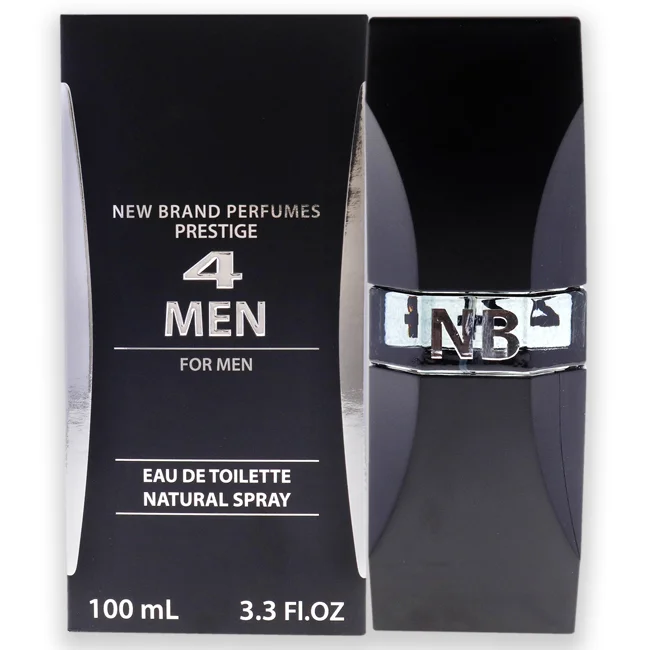 NEW BRAND PERFUMES
PRESTIGE
4
MEN
FOR MEN
EAU DE TOILETTE
NATURAL SPRAY
100 mL 3.3 Fl.OZ
NB